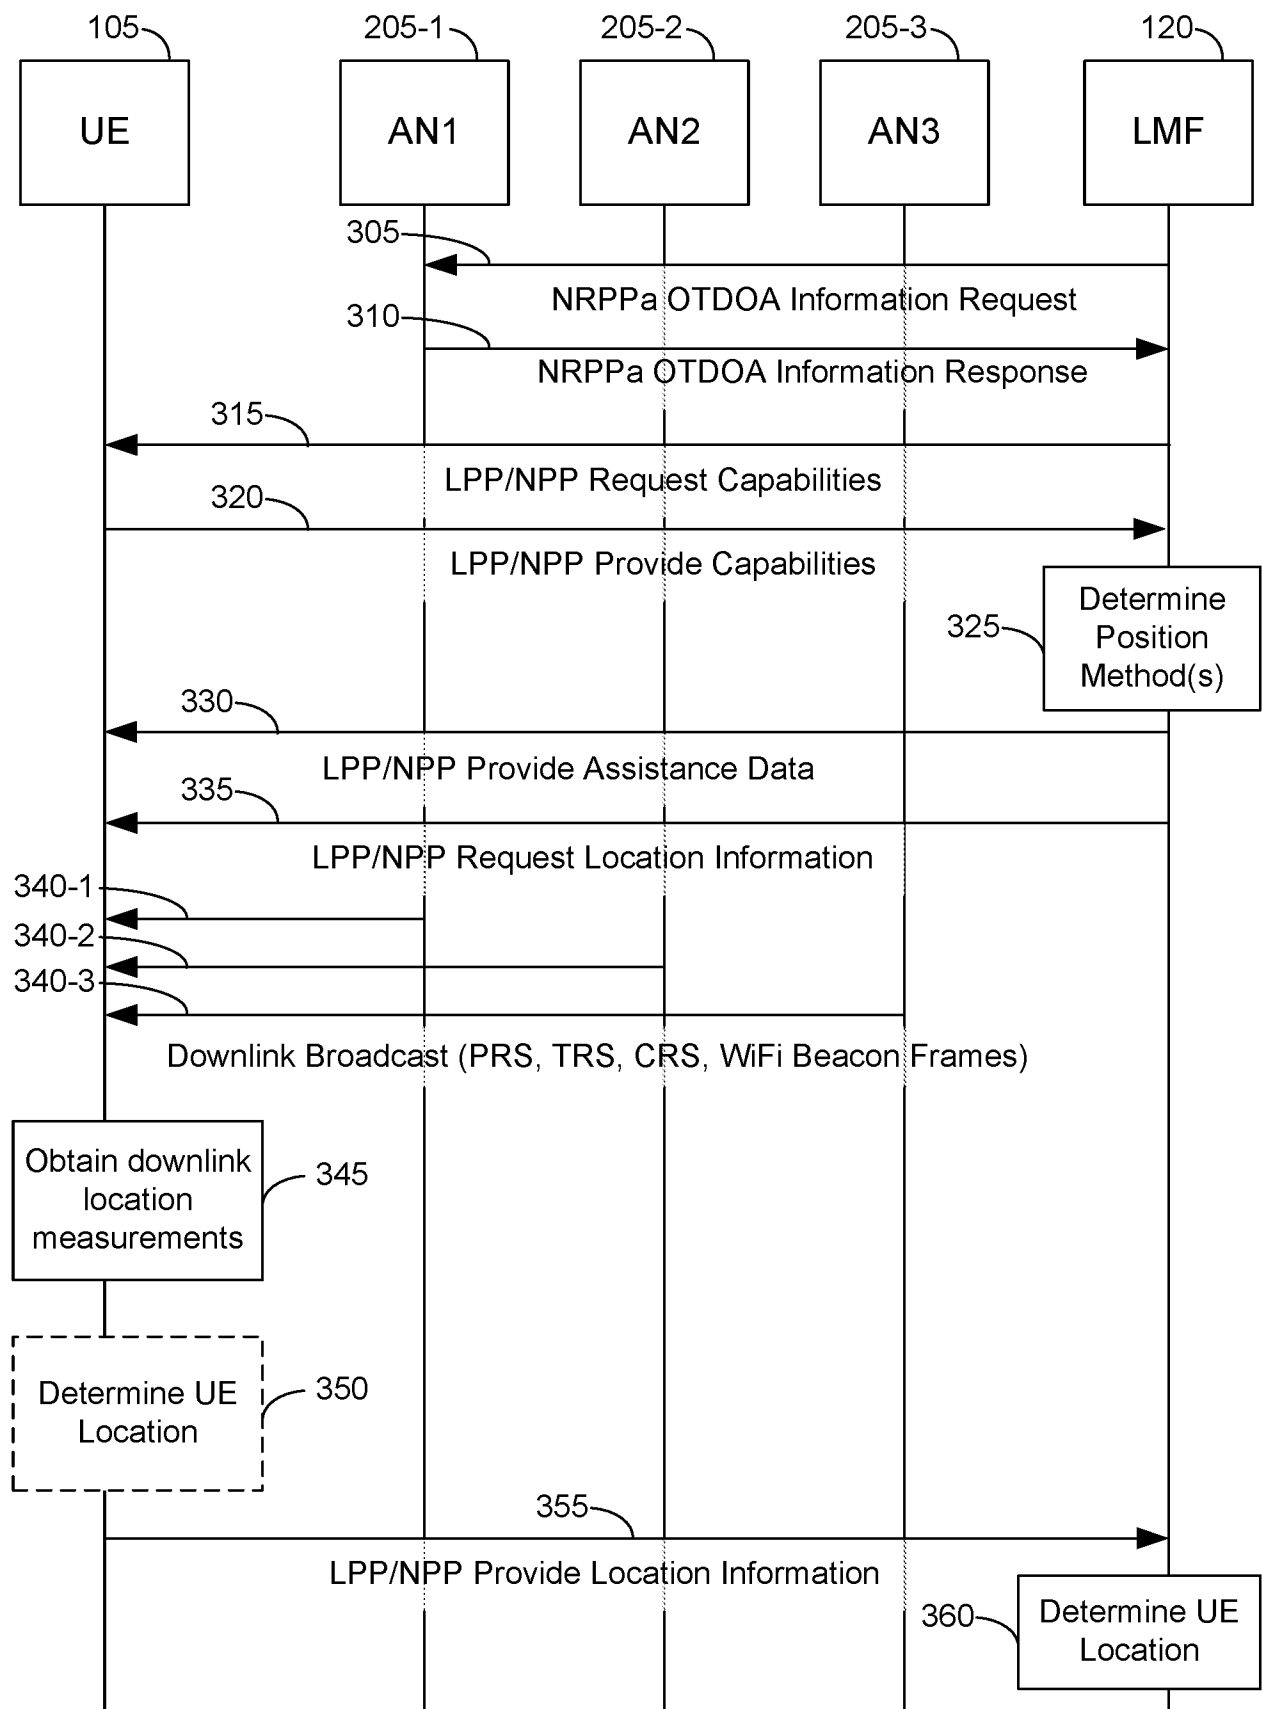 105
205-1
205-2
205-3
120
UE
AN1
AN2
AN3
LMF
305
NRPPa OTDOA Information Request
310
NRPPa OTDOA Information Response
315
LPP/NPP Request Capabilities
320
LPP/NPP Provide Capabilities
Determine
Position
Method(s)
325
330
LPP/NPP Provide Assistance Data
335
LPP/NPP Request Location Information
340-1
340-2
340-3
Downlink Broadcast (PRS, TRS, CRS, WiFi Beacon Frames)
Obtain downlink
location
measurements
345
Determine UE
Location
350
355
LPP/NPP Provide Location Information
360
Determine UE
Location